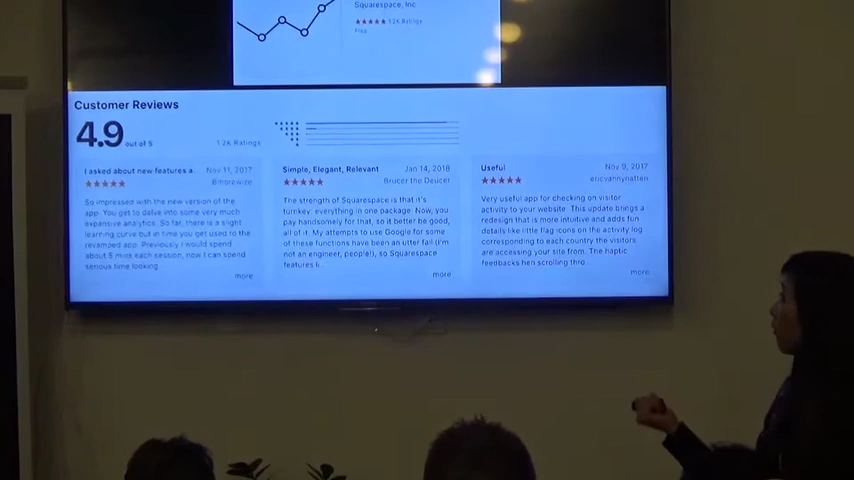 Squarespace, Inc
★★★★★ 1.2K Ratings
Free
Customer Reviews
4.9 out of 5
1.2K Ratings
I asked about new features a... Nov 11, 2017
★★★★★ Bmorewize
So impressed with the new version of the
app. You get to delve into some very much
expansive analytics. So far, there is a slight
learning curve but in time you get used to the
revamped app. Previously I would spend
about 5 mins each session, now I can spend
serious time looking
more
Simple, Elegant, Relevant Jan 14, 2018
★★★★★ Brucer the Deucer
The strength of Squarespace is that it's
turnkey: everything in one package. Now, you
pay handsomely for that, so it better be good,
all of it. My attempts to use Google for some
of these functions have been an utter fail (I'm
not an engineer, people!), so Squarespace
features li...
more
Useful Nov 9, 2017
★★★★★ ericvannynatten
Very useful app for checking on visitor
activity to your website. This update brings a
redesign that is more intuitive and adds fun
details like little flag icons on the activity log
corresponding to each country the visitors
are accessing your site from. The haptic
feedbacks hen scrolling thro...
more